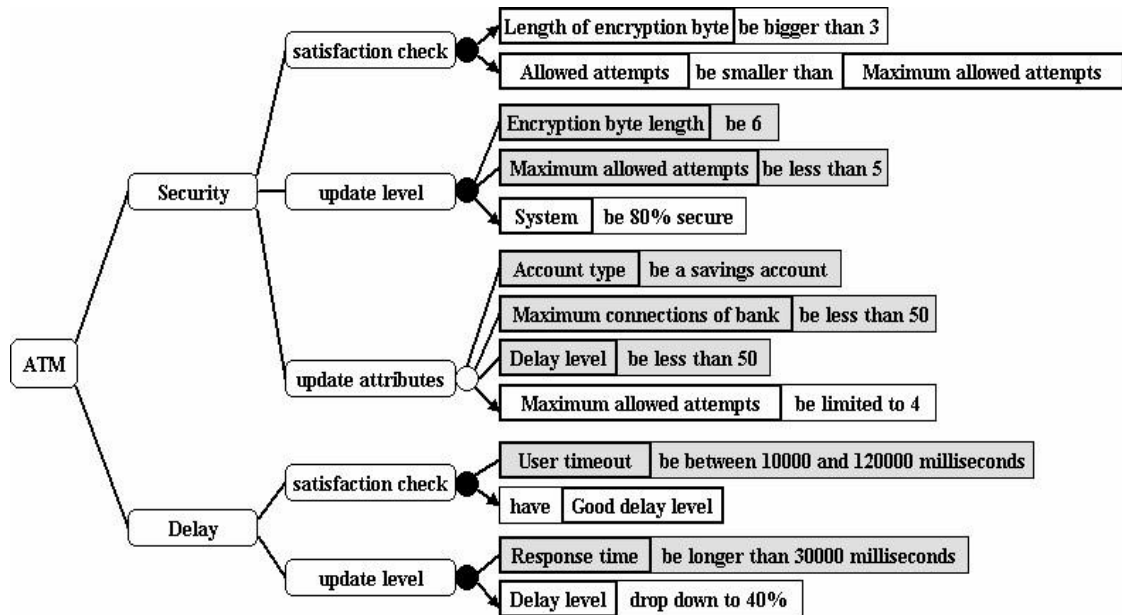 Length of encryption byte be bigger than 3
satisfaction check
Allowed attempts be smaller than Maximum allowed attempts
Encryption byte length be 6
Maximum allowed attempts be less than 5
Security
update level
System be 80% secure
Account type be a savings account
Maximum connections of bank be less than 50
ATM
Delay level be less than 50
update attributes
Maximum allowed attempts be limited to 4
User timeout be between 10000 and 120000 milliseconds
satisfaction check
have Good delay level
Delay
Response time be longer than 30000 milliseconds
update level
Delay level drop down to 40%